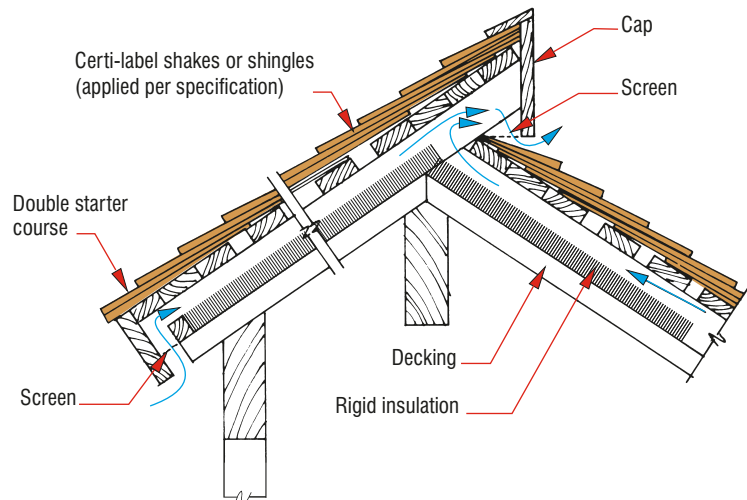 Cap
Certi-label shakes or shingles
(applied per specification)
Screen
Double starter
course
Decking
Screen
Rigid insulation